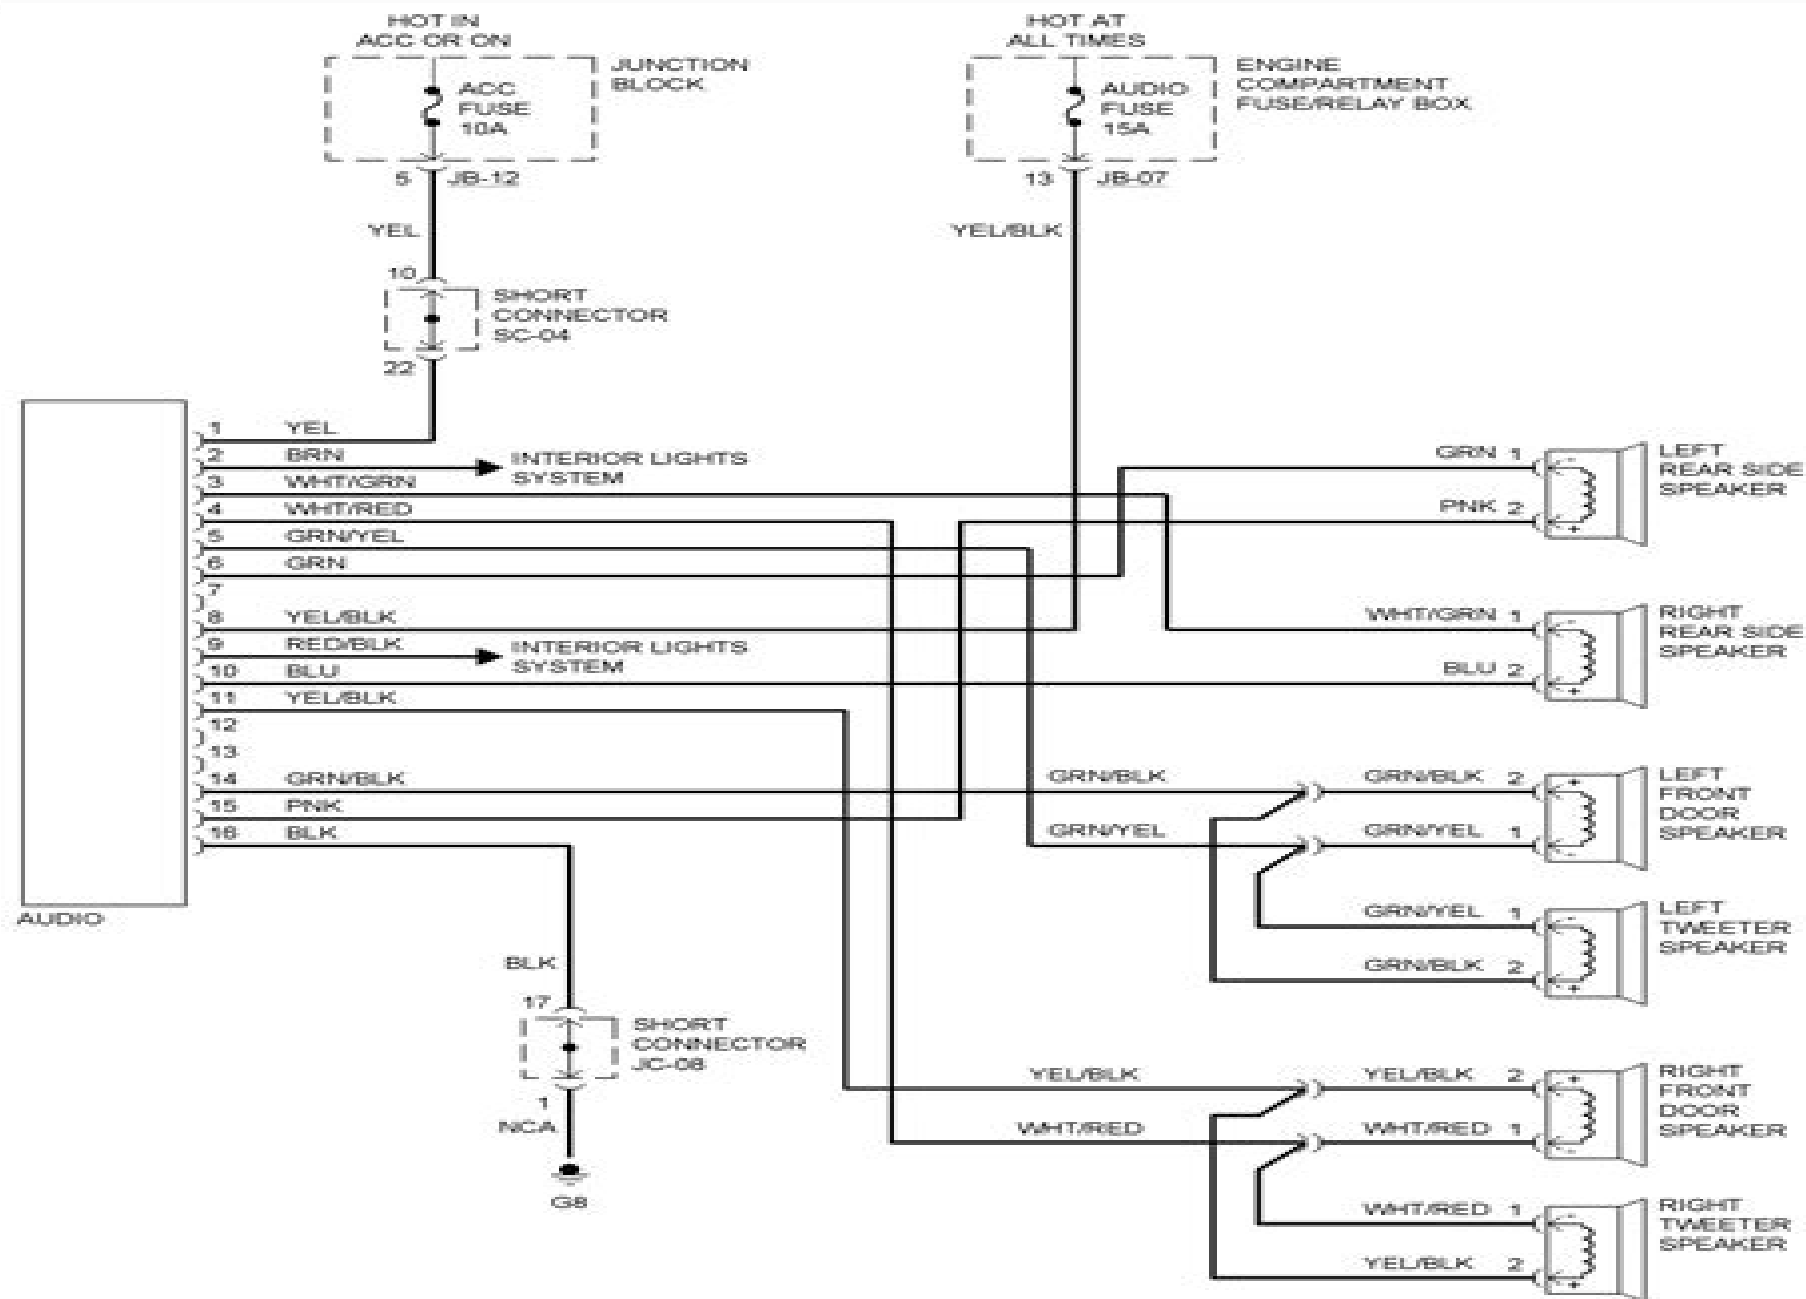 HOT IN
ACC OR ON
HOT AT
ALL TIMES
JUNCTION
BLOCK
ACC
FUSE
10A
ENGINE
COMPARTMENT
FUSE/RELAY BOX
AUDIO
FUSE
15A
5 JB-12
13 JB-07
YEL
YEL/BLK
10
SHORT
CONNECTOR
SC-04
22
1 YEL
2 BRN
INTERIOR LIGHTS
SYSTEM
3 WHT/GRN
4 WHT/RED
5 GRN/YEL
6 GRN
7
8 YEL/BLK
9 RED/BLK
INTERIOR LIGHTS
SYSTEM
10 BLU
11 YEL/BLK
12
13
14 GRN/BLK
15 PNK
16 BLK
AUDIO
GRN 1
PNK 2
- +
LEFT
REAR SIDE
SPEAKER
WHT/GRN 1
BLU 2
- +
RIGHT
REAR SIDE
SPEAKER
GRN/BLK GRN/BLK 2
GRN/YEL GRN/YEL 1
+ -
LEFT
FRONT
DOOR
SPEAKER
GRN/YEL 1
GRN/BLK 2
- +
LEFT
TWEETER
SPEAKER
BLK
17
SHORT
CONNECTOR
JC-08
1
NCA
G8
YEL/BLK YEL/BLK 2
WHT/RED WHT/RED 1
+ -
RIGHT
FRONT
DOOR
SPEAKER
WHT/RED 1
YEL/BLK 2
- +
RIGHT
TWEETER
SPEAKER